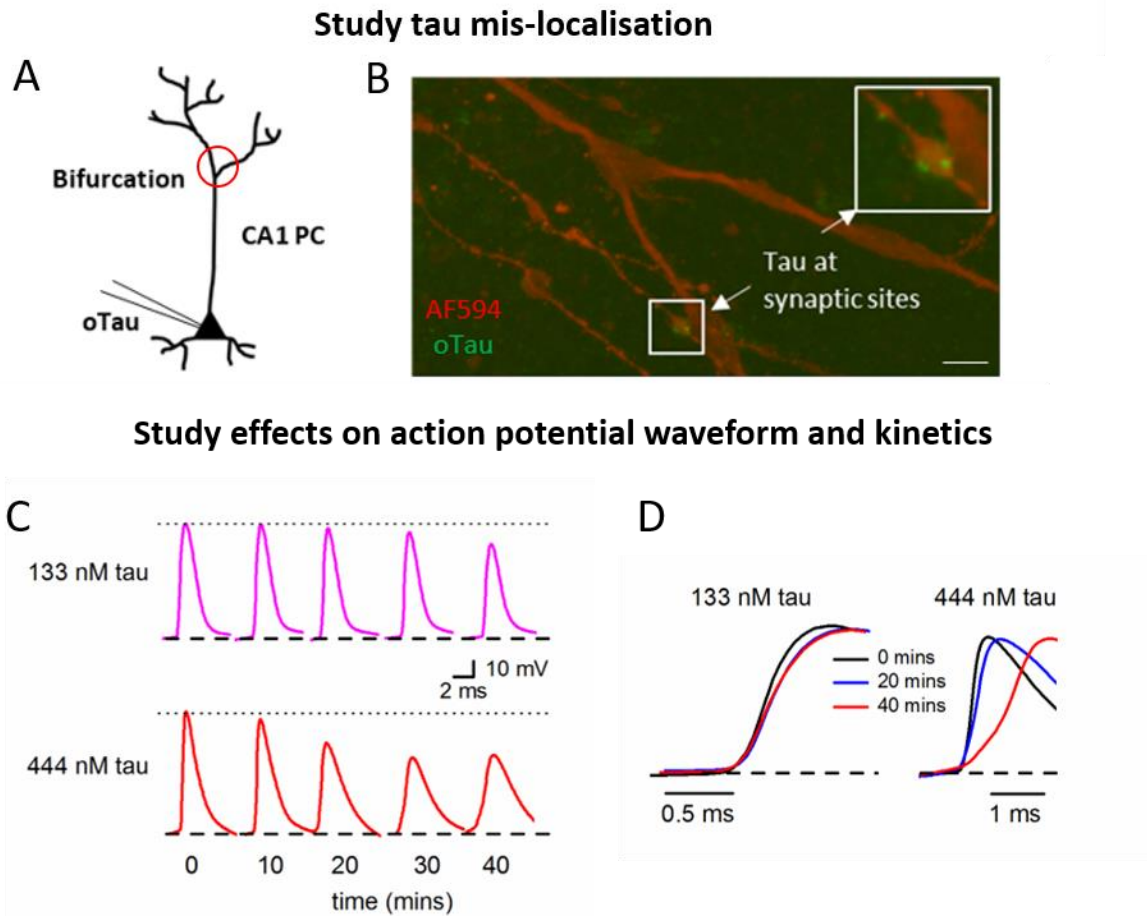 Study tau mis-localisation
A
B
Bifurcation
CA1 PC
oTau
AF594
oTau
Tau at
synaptic sites
Study effects on action potential waveform and kinetics
C
133 nM tau
10 mV
2 ms
444 nM tau
0 10 20 30 40
time (mins)
D
133 nM tau 444 nM tau
0 mins
20 mins
40 mins
0.5 ms
1 ms